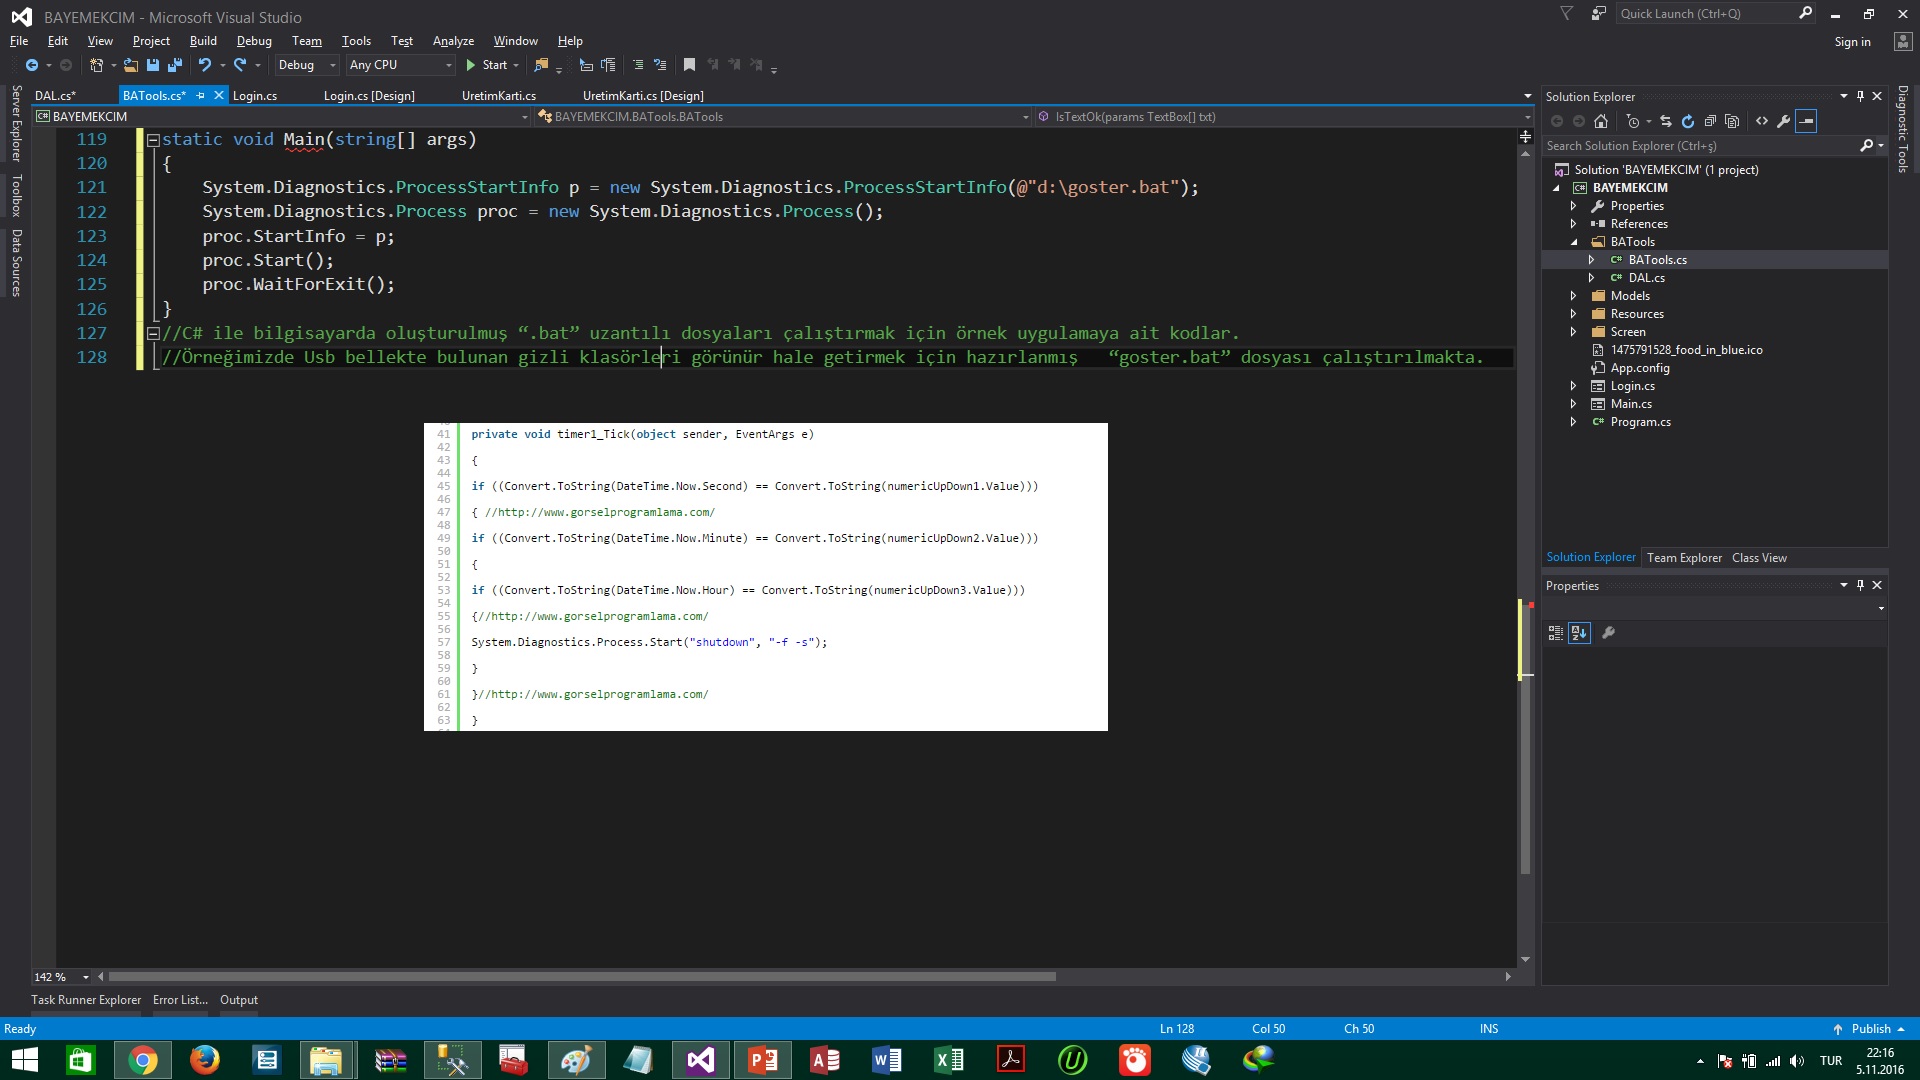 BAYEMEKCIM - Microsoft Visual Studio
Quick Launch (Ctrl+Q)
File Edit View Project Build Debug Team Tools Test Analyze Window Help
Sign in
Debug Any CPU Start
DAL.cs* BATools.cs* Login.cs Login.cs [Design] UretimKarti.cs UretimKarti.cs [Design]
BAYEMEKCIM BAYEMEKCIM.BATools.BATools IsTextOk(params TextBox[] txt)
Server Explorer
Toolbox
Data Sources
119 static void Main(string[] args)
120 {
121 System.Diagnostics.ProcessStartInfo p = new System.Diagnostics.ProcessStartInfo(@"d:\goster.bat");
122 System.Diagnostics.Process proc = new System.Diagnostics.Process();
123 proc.StartInfo = p;
124 proc.Start();
125 proc.WaitForExit();
126 }
127 //C# ile bilgisayarda oluşturulmuş “.bat” uzantılı dosyaları çalıştırmak için örnek uygulamaya ait kodlar.
128 //Örneğimizde Usb bellekte bulunan gizli klasörleri görünür hale getirmek için hazırlanmış “goster.bat” dosyası çalıştırılmakta.
41 private void timer1_Tick(object sender, EventArgs e)
42
43 {
44
45 if ((Convert.ToString(DateTime.Now.Second) == Convert.ToString(numericUpDown1.Value)))
46
47 { //http://www.gorselprogramlama.com/
48
49 if ((Convert.ToString(DateTime.Now.Minute) == Convert.ToString(numericUpDown2.Value)))
50
51 {
52
53 if ((Convert.ToString(DateTime.Now.Hour) == Convert.ToString(numericUpDown3.Value)))
54
55 {//http://www.gorselprogramlama.com/
56
57 System.Diagnostics.Process.Start("shutdown", "-f -s");
58
59 }
60
61 }//http://www.gorselprogramlama.com/
62
63 }
142 %
Solution Explorer
Search Solution Explorer (Ctrl+ş)
Solution 'BAYEMEKCIM' (1 project)
BAYEMEKCIM
Properties
References
BATools
BATools.cs
DAL.cs
Models
Resources
Screen
1475791528_food_in_blue.ico
App.config
Login.cs
Main.cs
Program.cs
Solution Explorer Team Explorer Class View
Properties
Diagnostic Tools
Task Runner Explorer Error List... Output
Ready Ln 128 Col 50 Ch 50 INS Publish
TUR 22:16
5.11.2016